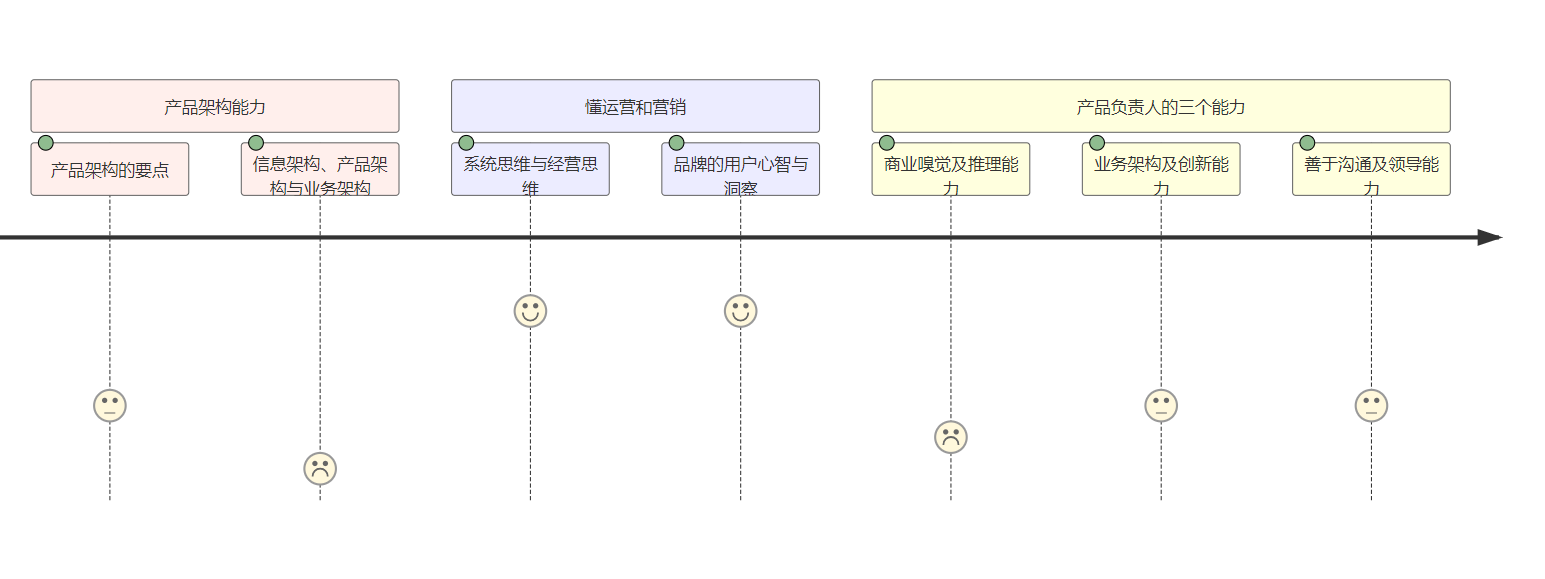 产品架构能力
懂运营和营销
产品负责人的三个能力
产品架构的要点
信息架构、产品架
构与业务架构
系统思维与经营思
维
品牌的用户心智与
洞察
商业嗅觉及推理能
力
业务架构及创新能
力
善于沟通及领导能
力